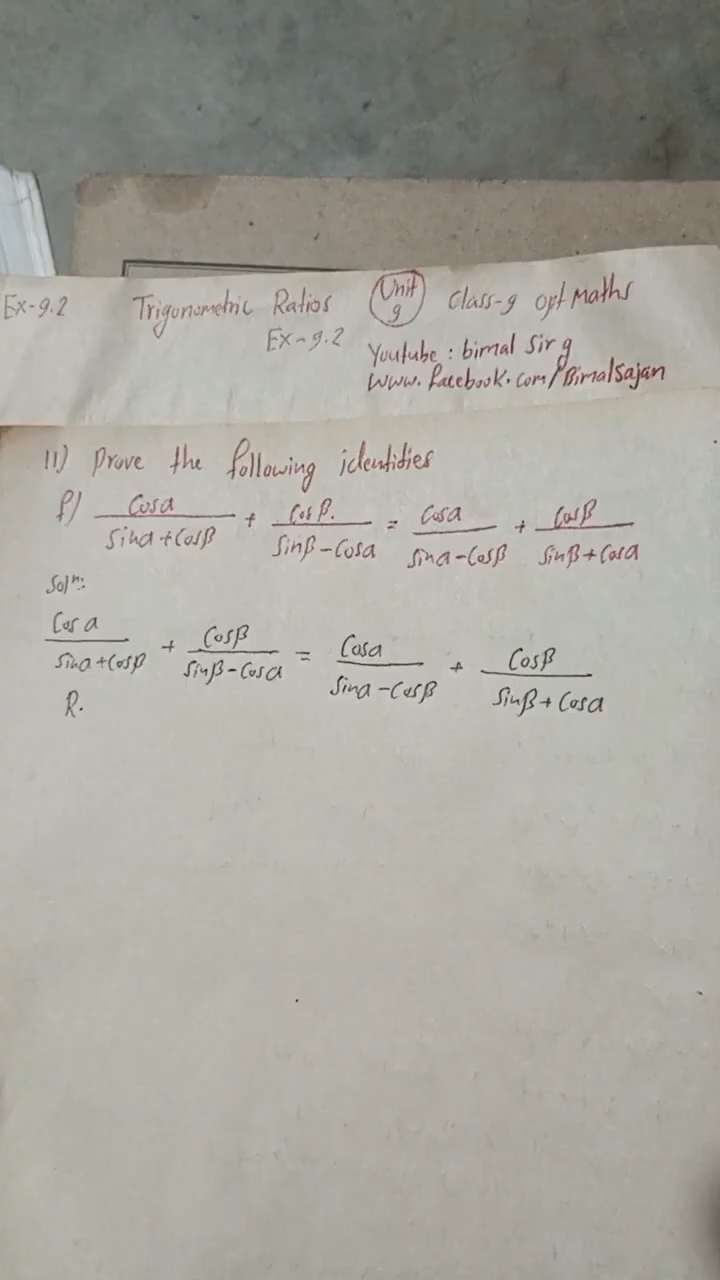 Ex-9.2 Trigonometric Ratios Unit 9 Class-9 opt Maths
Ex-9.2 Youtube : birmal Sir g
www.facebook.com/Birmalsajan
11) Prove the following identities
f) Cosα/(Sinα+Cosβ) + Cosβ./(Sinβ-Cosα) = Cosα/(Sinα-Cosβ) + Cosβ/(Sinβ+Cosα)
Solⁿ:
Cosα/(Sinα+Cosβ) + Cosβ/(Sinβ-Cosα) = Cosα/(Sinα-Cosβ) + Cosβ/(Sinβ+Cosα)
R.